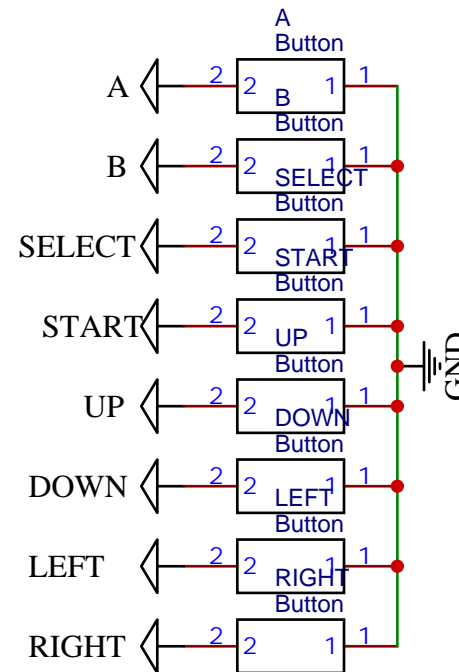 A
Button
A 2 2 1 1
B
Button
B 2 2 1 1
SELECT
Button
SELECT 2 2 1 1
START
Button
START 2 2 1 1
UP
Button
GND
UP 2 2 1 1
DOWN
Button
DOWN 2 2 1 1
LEFT
Button
LEFT 2 2 1 1
RIGHT
Button
RIGHT 2 2 1 1